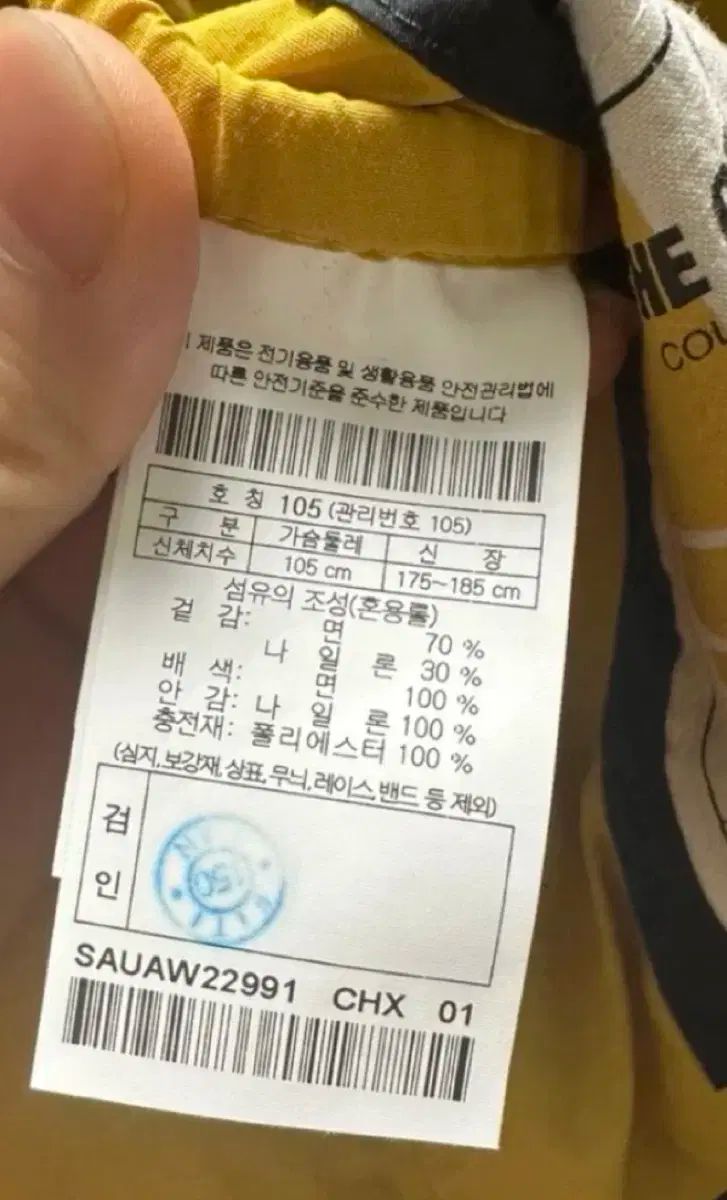 제품은 전기용품 및 생활용품 안전관리법에
따른 안전기준을 준수한 제품입니다
호 칭 105 (관리번호 105)
구 분 가슴둘레 신 장
신체치수 105 cm 175~185 cm
섬유의 조성(혼용률)
겉 감: 면 70 %
나 일 론 30 %
배 색: 면 100 %
안 감: 나 일 론 100 %
충전재: 폴리에스터 100 %
(심지,보강재,상표,무늬,레이스,밴드 등 제외)
검
인
SAUAW22991 CHX 01
HE
COU